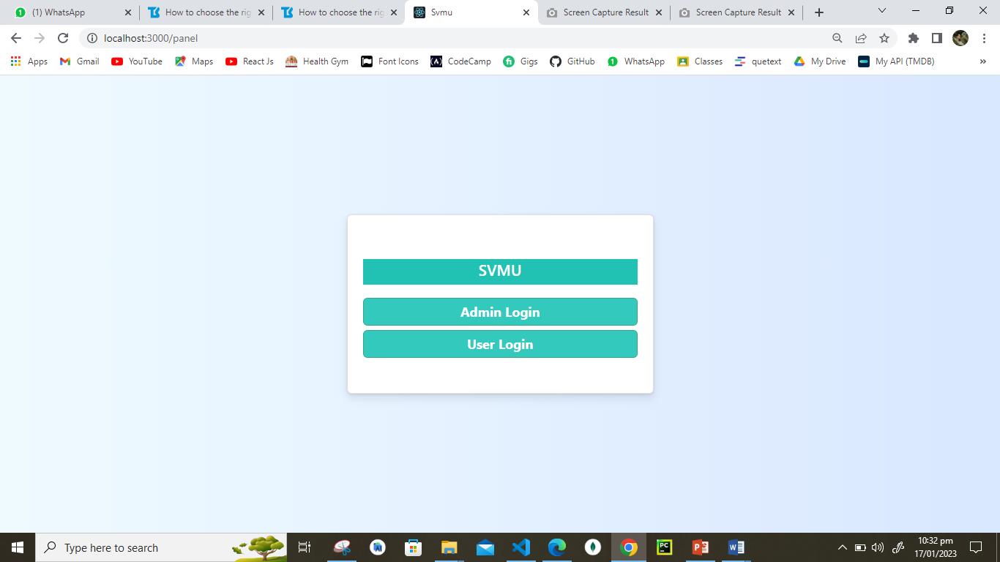 (1) WhatsApp
How to choose the rig
How to choose the rig
Svmu
Screen Capture Result
Screen Capture Result
localhost:3000/panel
Apps Gmail YouTube Maps React Js Health Gym Font Icons CodeCamp Gigs GitHub WhatsApp Classes quetext My Drive My API (TMDB) »
SVMU
Admin Login
User Login
Type here to search
PC
10:32 pm
17/01/2023